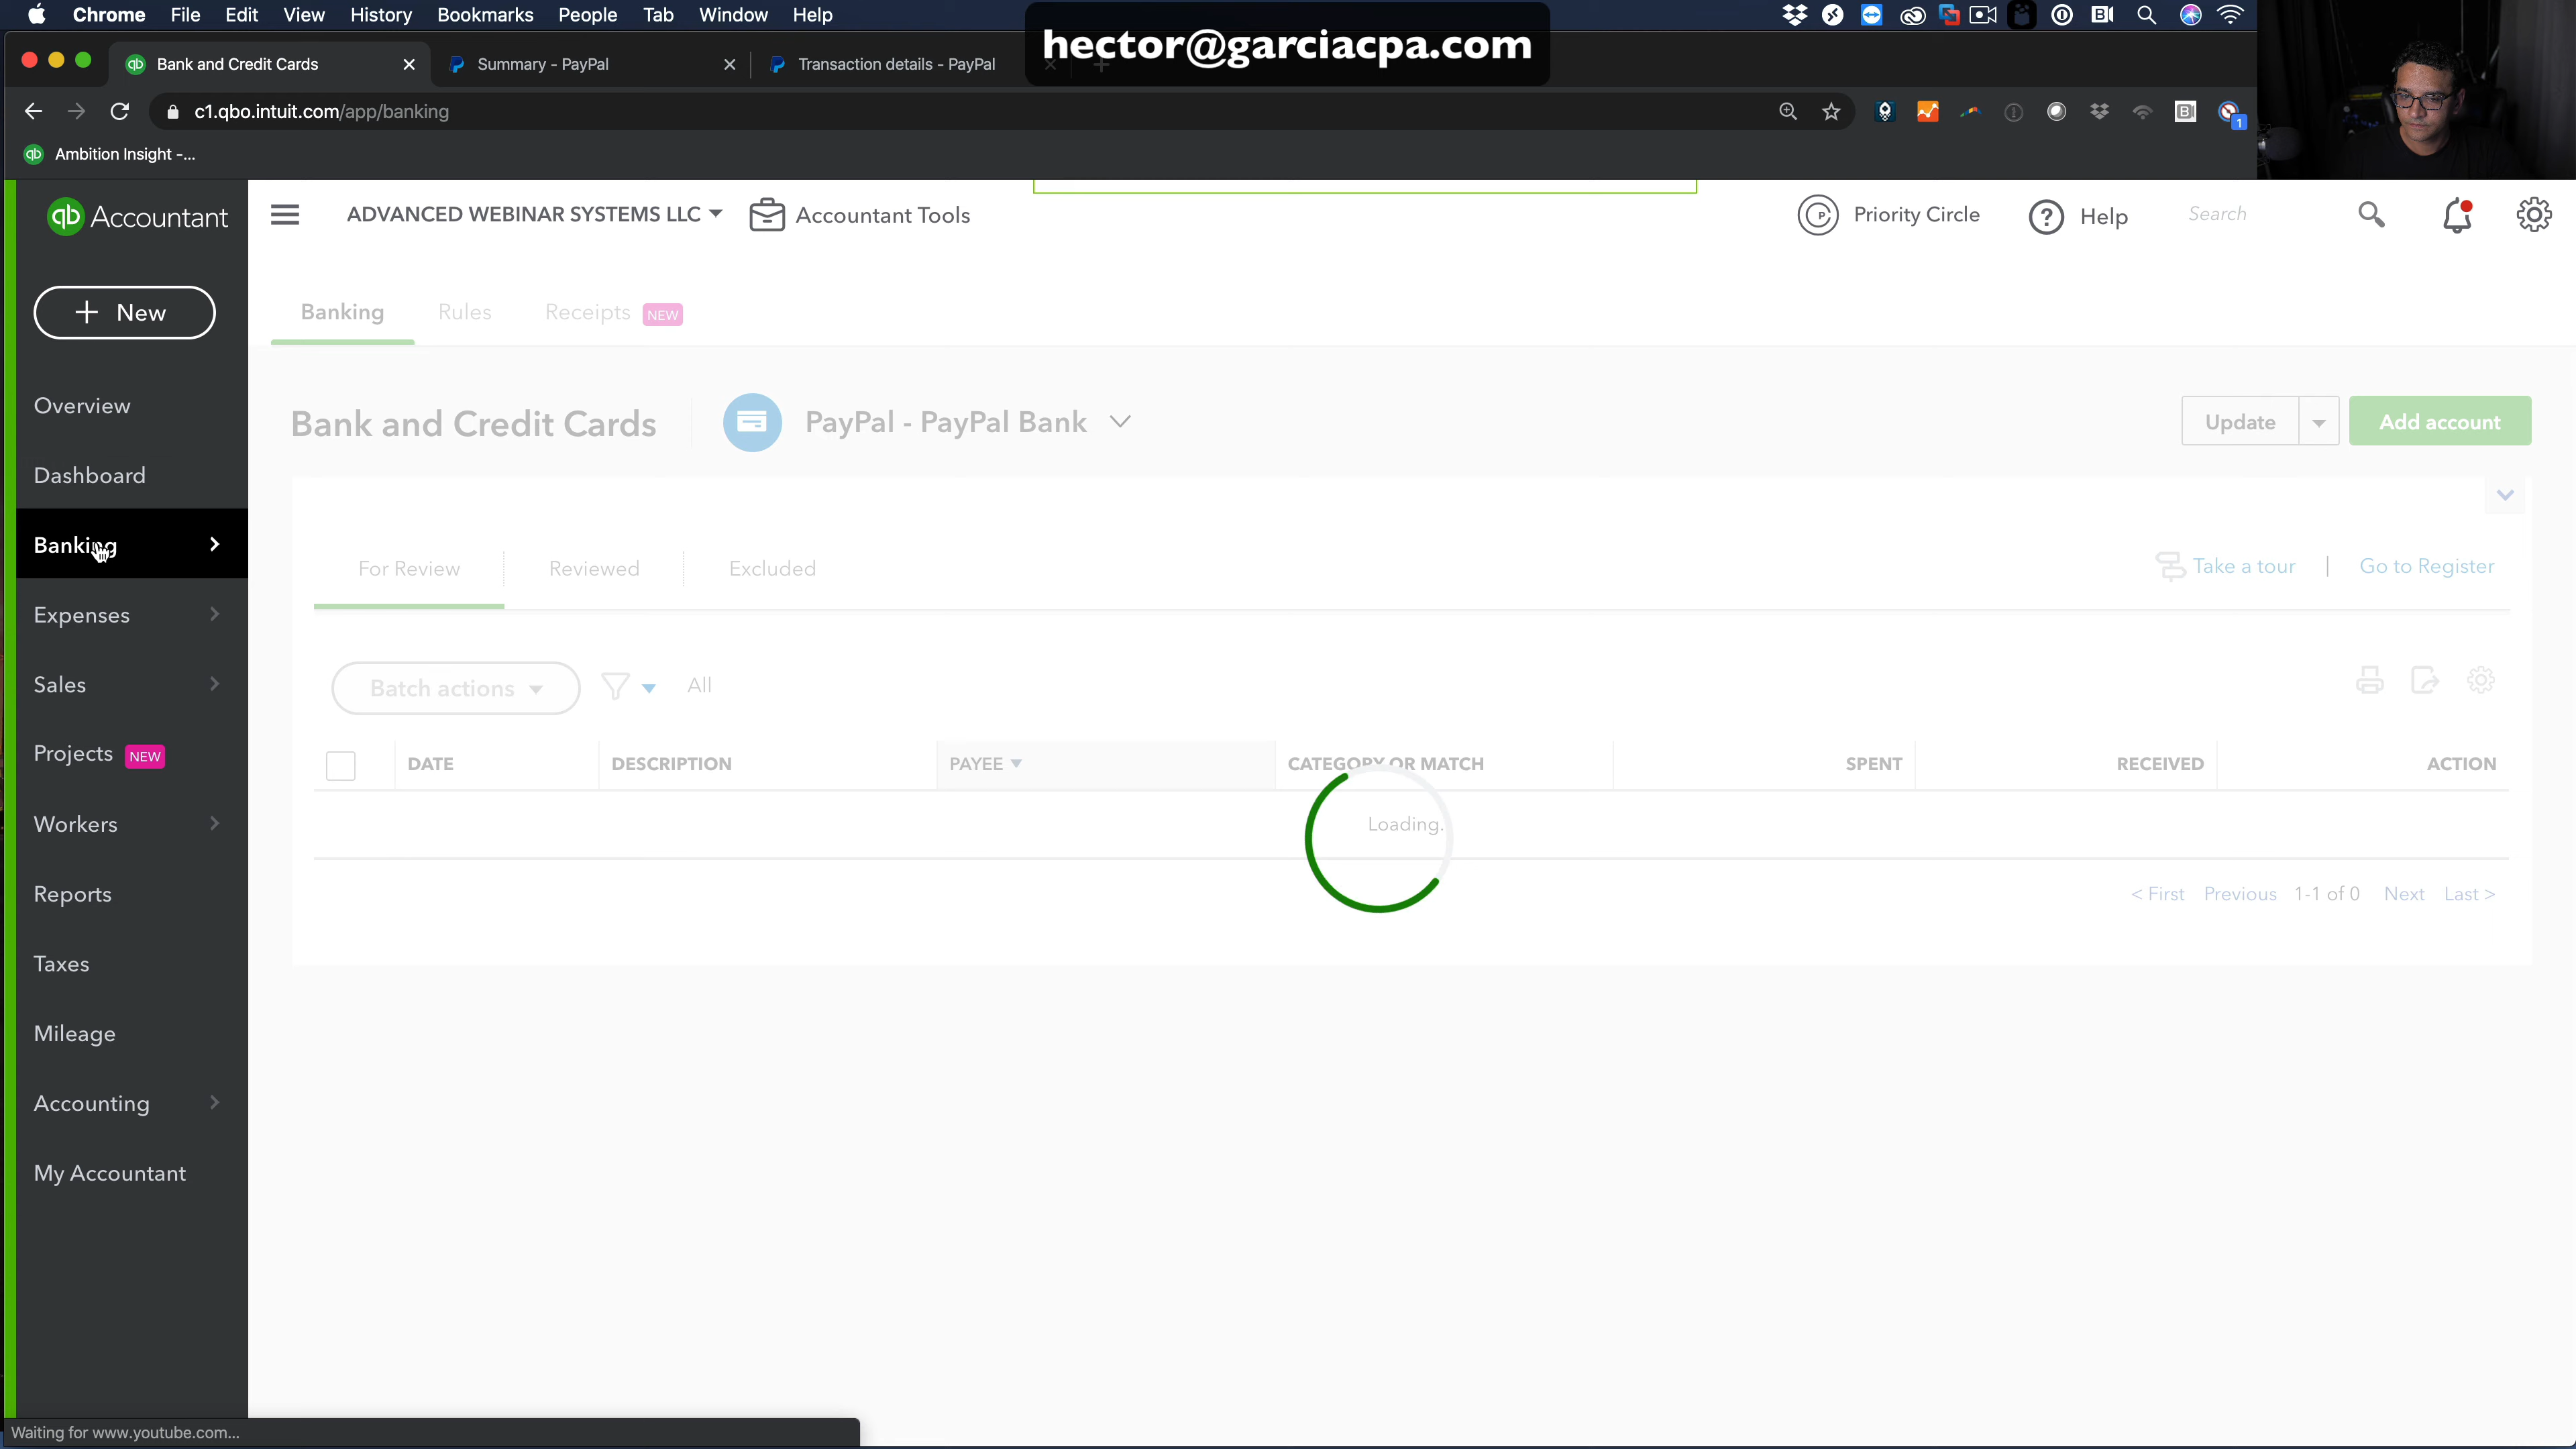 Chrome File Edit View History Bookmarks People Tab Window Help
hector@garciacpa.com
Bank and Credit Cards
Summary - PayPal
Transaction details - PayPal
c1.qbo.intuit.com/app/banking
1
qb Ambition Insight -...
qb Accountant
ADVANCED WEBINAR SYSTEMS LLC
Accountant Tools
Priority Circle
Help
Search
+ New
Banking
Rules
Receipts NEW
Overview
Dashboard
Banking
Expenses
Sales
Projects NEW
Workers
Reports
Taxes
Mileage
Accounting
My Accountant
Bank and Credit Cards
PayPal - PayPal Bank
Update
Add account
For Review
Reviewed
Excluded
Take a tour | Go to Register
Batch actions
All
DATE DESCRIPTION PAYEE CATEGORY OR MATCH SPENT RECEIVED ACTION
Loading.
< First Previous 1-1 of 0 Next Last >
Waiting for www.youtube.com...